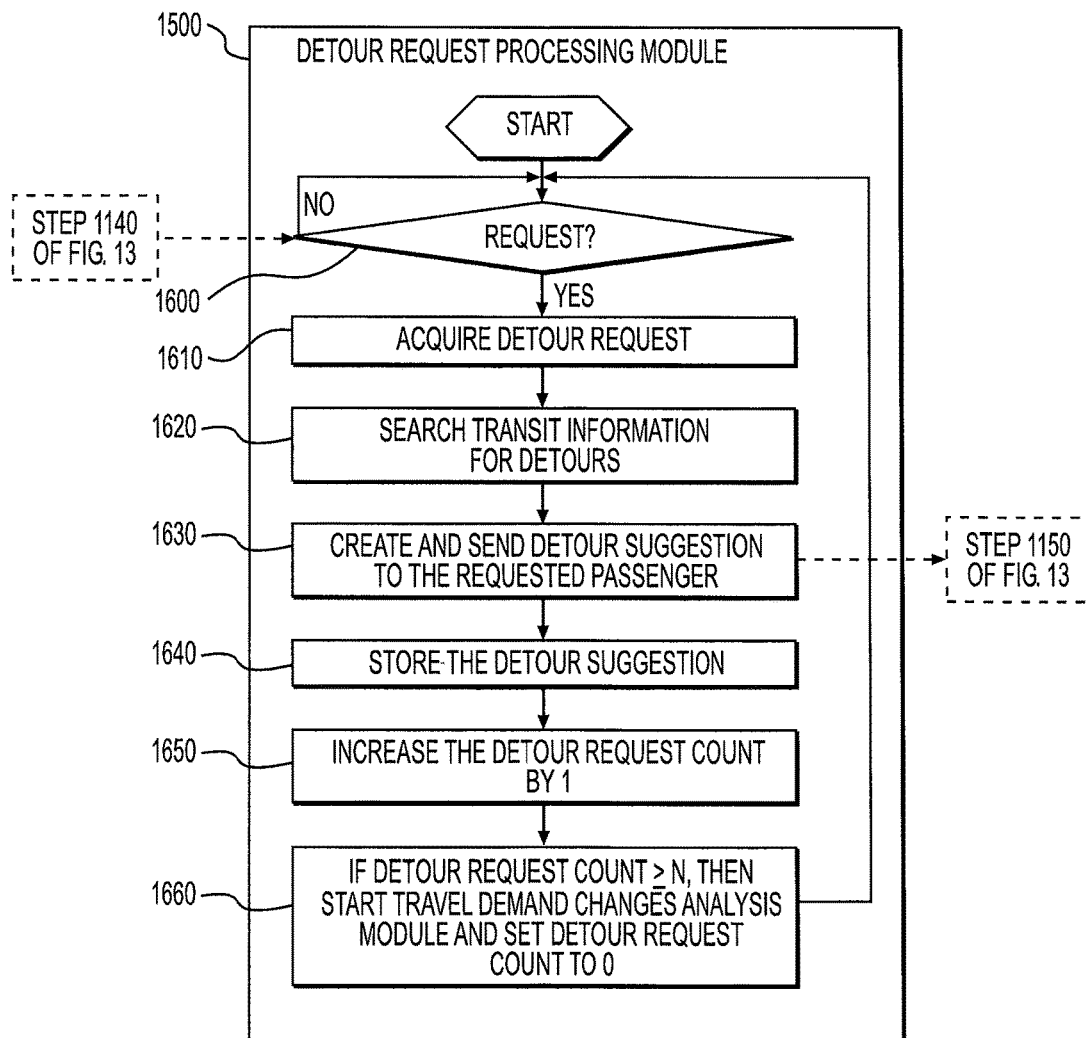 1500
DETOUR REQUEST PROCESSING MODULE
START
NO
STEP 1140
OF FIG. 13
REQUEST?
1600
YES
1610
ACQUIRE DETOUR REQUEST
1620
SEARCH TRANSIT INFORMATION
FOR DETOURS
1630
CREATE AND SEND DETOUR SUGGESTION
TO THE REQUESTED PASSENGER
STEP 1150
OF FIG. 13
1640
STORE THE DETOUR SUGGESTION
1650
INCREASE THE DETOUR REQUEST COUNT
BY 1
1660
IF DETOUR REQUEST COUNT ≥ N, THEN
START TRAVEL DEMAND CHANGES ANALYSIS
MODULE AND SET DETOUR REQUEST
COUNT TO 0